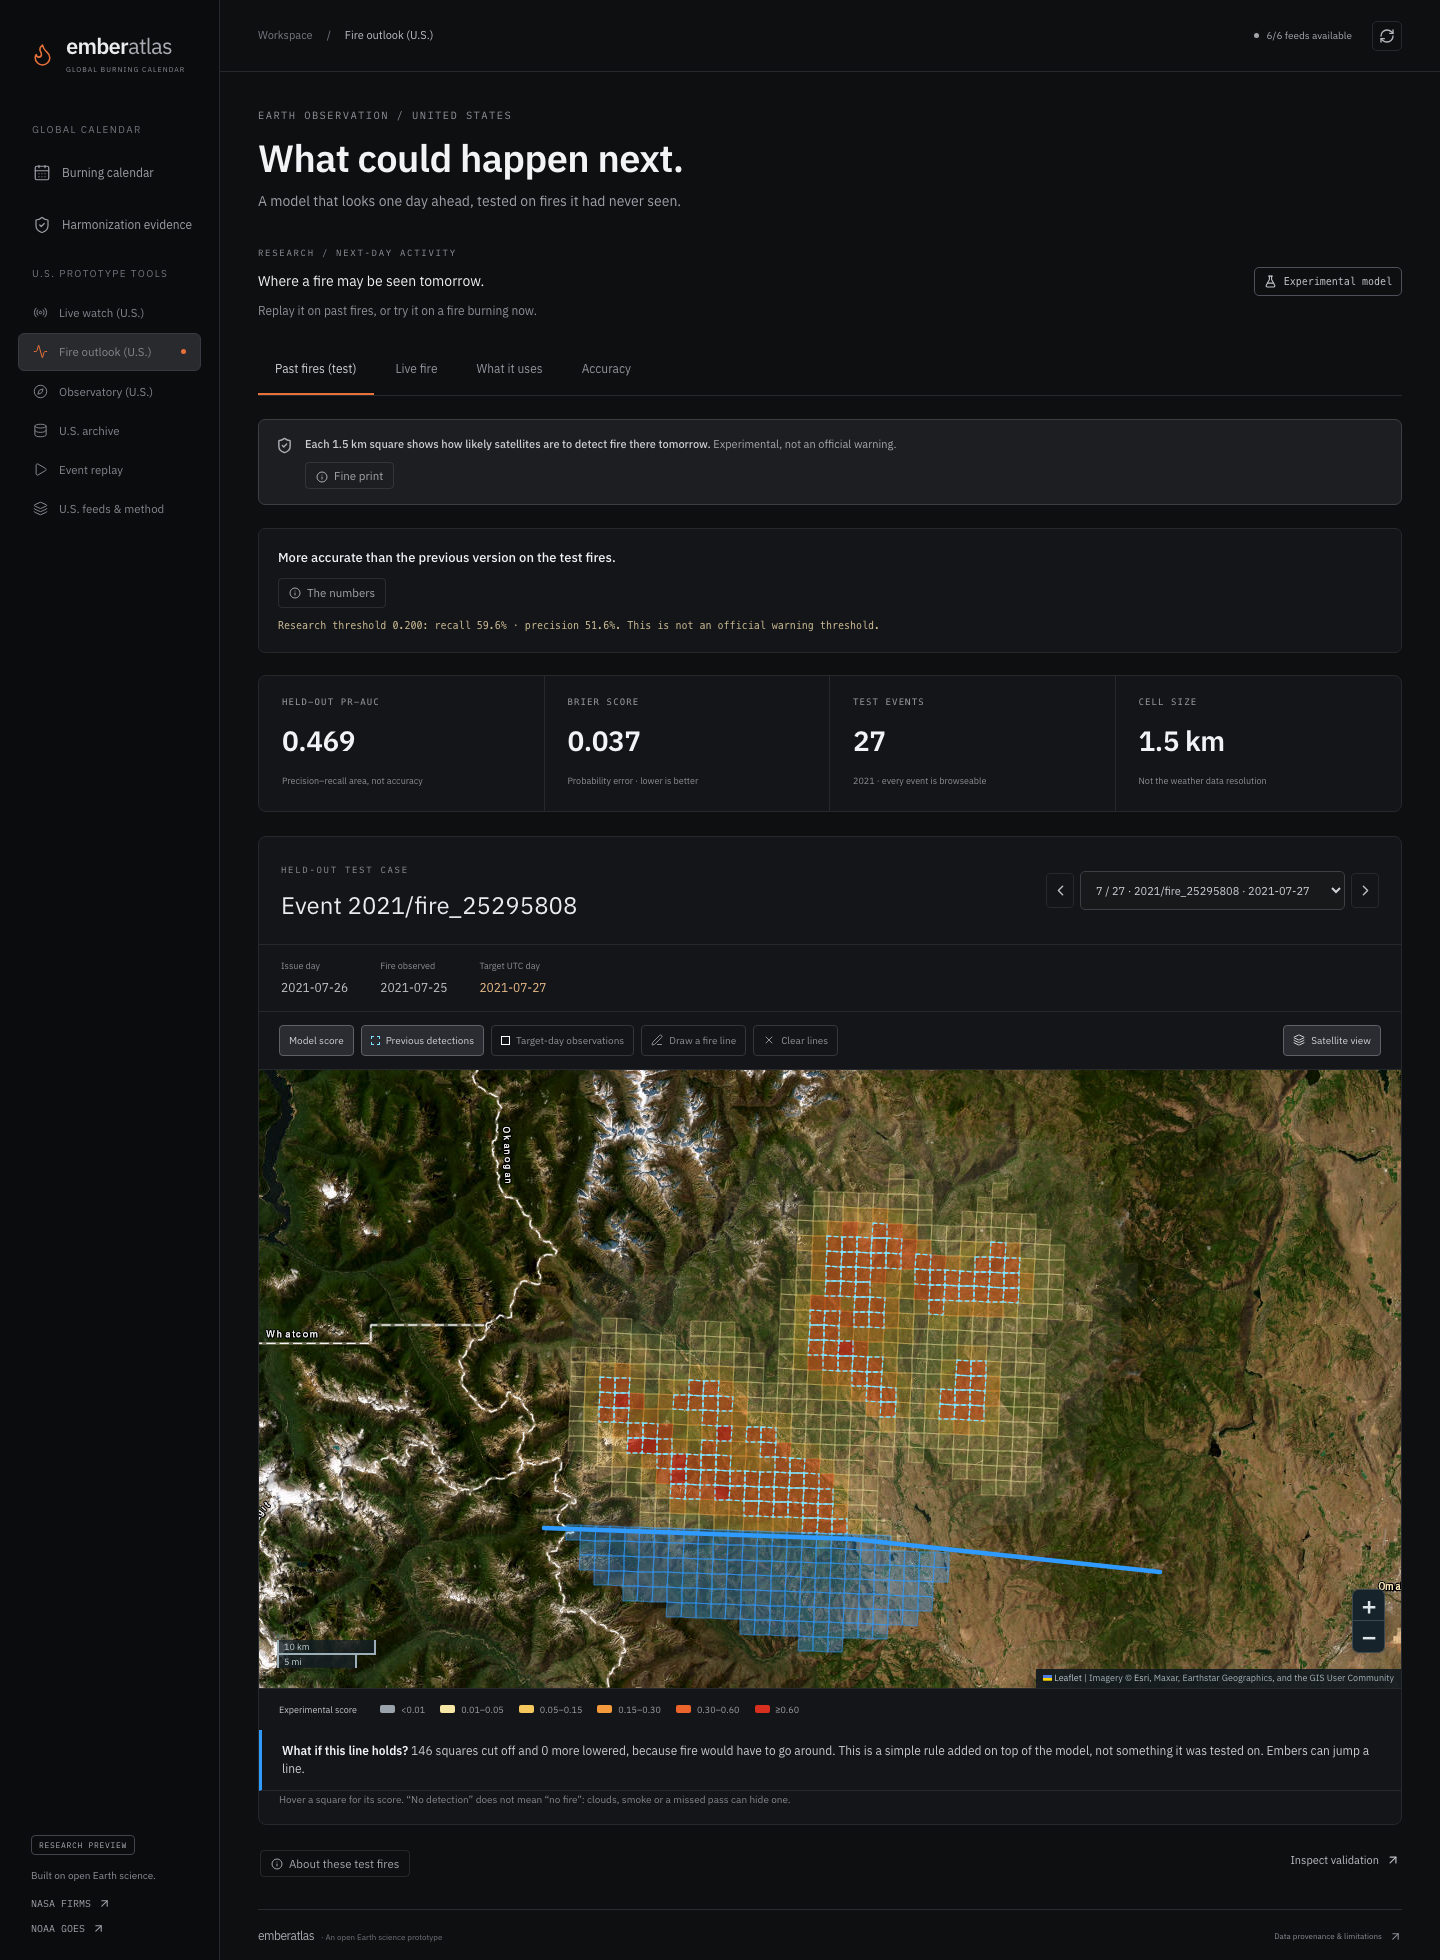 emberatlas
GLOBAL BURNING CALENDAR
GLOBAL CALENDAR
Burning calendar
Harmonization evidence
U.S. PROTOTYPE TOOLS
Live watch (U.S.)
Fire outlook (U.S.)
Observatory (U.S.)
U.S. archive
Event replay
U.S. feeds & method
RESEARCH PREVIEW
Built on open Earth science.
NASA FIRMS
NOAA GOES
Workspace / Fire outlook (U.S.)
6/6 feeds available
EARTH OBSERVATION / UNITED STATES
What could happen next.
A model that looks one day ahead, tested on fires it had never seen.
RESEARCH / NEXT-DAY ACTIVITY
Where a fire may be seen tomorrow.
Replay it on past fires, or try it on a fire burning now.
Experimental model
Past fires (test) Live fire What it uses Accuracy
Each 1.5 km square shows how likely satellites are to detect fire there tomorrow. Experimental, not an official warning.
Fine print
More accurate than the previous version on the test fires.
The numbers
Research threshold 0.200: recall 59.6% · precision 51.6%. This is not an official warning threshold.
HELD-OUT PR-AUC
0.469
Precision–recall area, not accuracy
BRIER SCORE
0.037
Probability error · lower is better
TEST EVENTS
27
2021 · every event is browseable
CELL SIZE
1.5 km
Not the weather data resolution
HELD-OUT TEST CASE
Event 2021/fire_25295808
7 / 27 · 2021/fire_25295808 · 2021-07-27
Issue day
2021-07-26
Fire observed
2021-07-25
Target UTC day
2021-07-27
Model score Previous detections Target-day observations Draw a fire line Clear lines Satellite view
Okanogan
Whatcom
Oma
+
−
10 km
5 mi
Leaflet | Imagery © Esri, Maxar, Earthstar Geographics, and the GIS User Community
Experimental score <0.01 0.01–0.05 0.05–0.15 0.15–0.30 0.30–0.60 ≥0.60
What if this line holds? 146 squares cut off and 0 more lowered, because fire would have to go around. This is a simple rule added on top of the model, not something it was tested on. Embers can jump a
line.
Hover a square for its score. “No detection” does not mean “no fire”: clouds, smoke or a missed pass can hide one.
About these test fires
Inspect validation
emberatlas · An open Earth science prototype
Data provenance & limitations